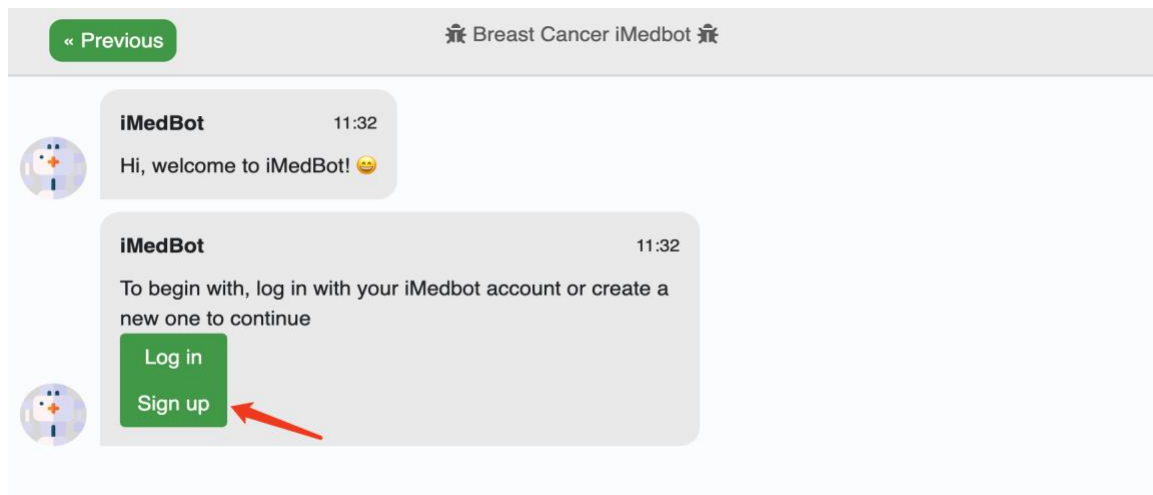 « Previous
Breast Cancer iMedbot
iMedBot 11:32
Hi, welcome to iMedBot! 😄
iMedBot 11:32
To begin with, log in with your iMedbot account or create a
new one to continue
Log in
Sign up